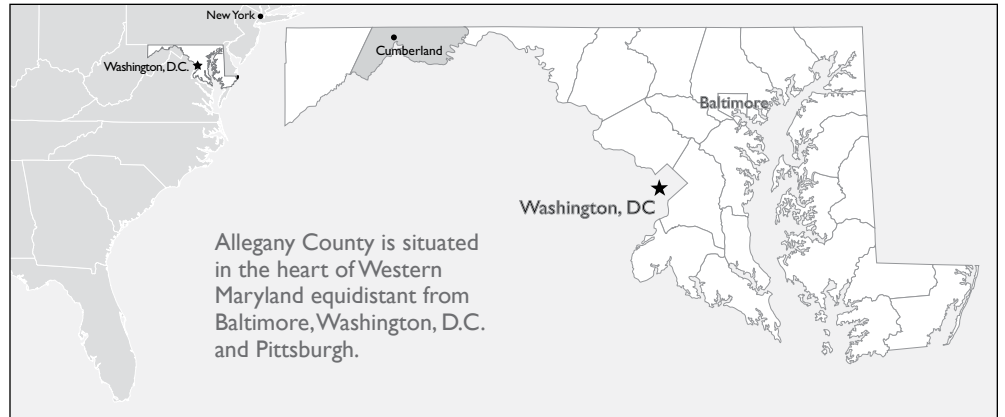 New York
Washington, D.C.
Cumberland
Baltimore
Washington, DC
Allegany County is situated
in the heart of Western
Maryland equidistant from
Baltimore, Washington, D.C.
and Pittsburgh.